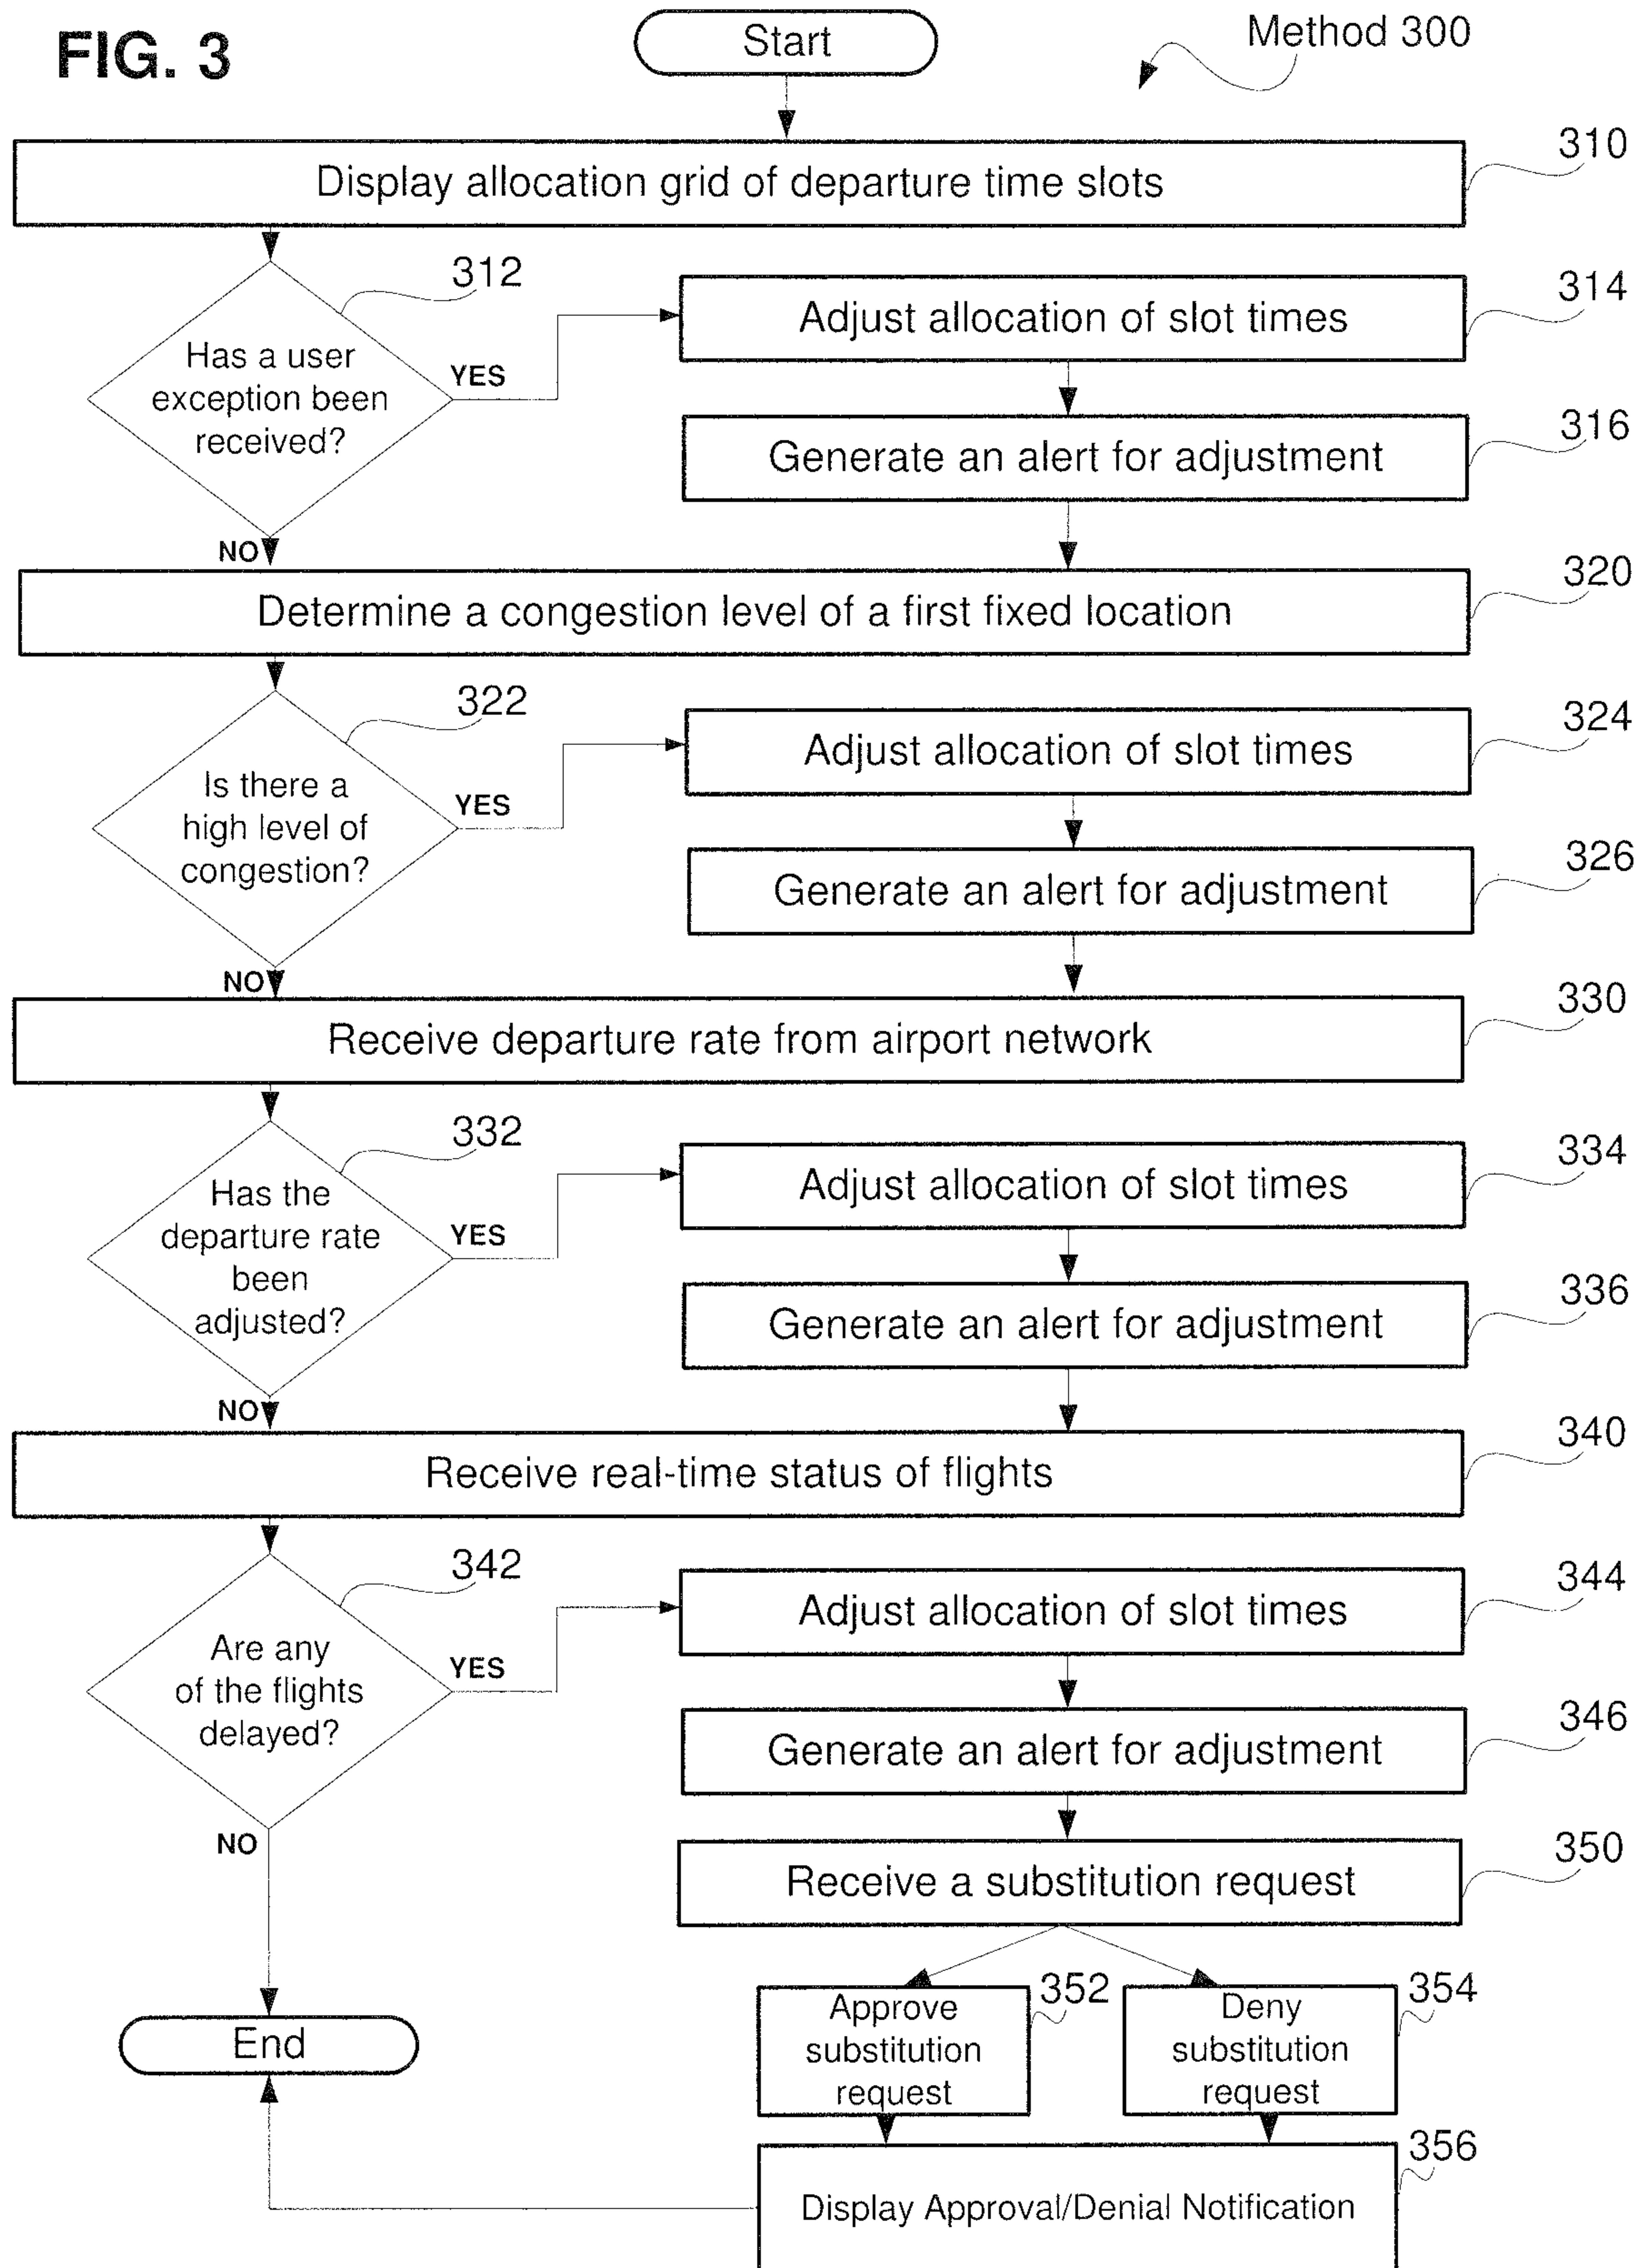 FIG. 3
Start
Method 300
310
Display allocation grid of departure time slots
312
314
Adjust allocation of slot times
Has a user
exception been
received?
YES
316
Generate an alert for adjustment
NO
320
Determine a congestion level of a first fixed location
322
324
Adjust allocation of slot times
Is there a
high level of
congestion?
YES
326
Generate an alert for adjustment
NO
330
Receive departure rate from airport network
332
334
Adjust allocation of slot times
Has the
departure rate
been
adjusted?
YES
336
Generate an alert for adjustment
NO
340
Receive real-time status of flights
342
344
Adjust allocation of slot times
Are any
of the flights
delayed?
YES
346
Generate an alert for adjustment
NO
350
Receive a substitution request
352
Approve
substitution
request
354
Deny
substitution
request
End
356
Display Approval/Denial Notification